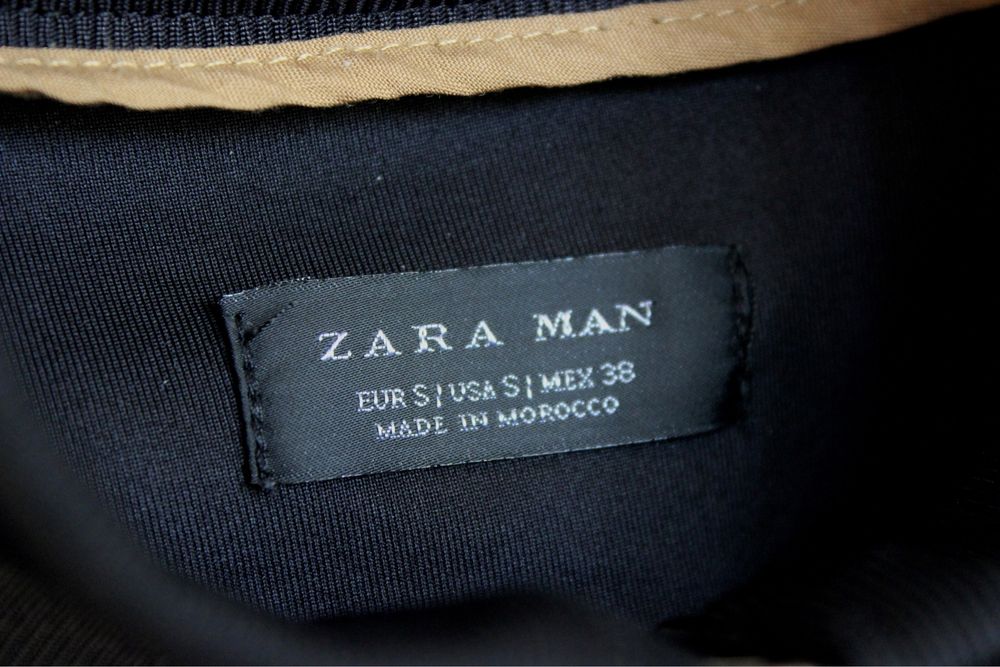 ZARA MAN
EUR S | USA S | MEX 38
MADE IN MOROCCO